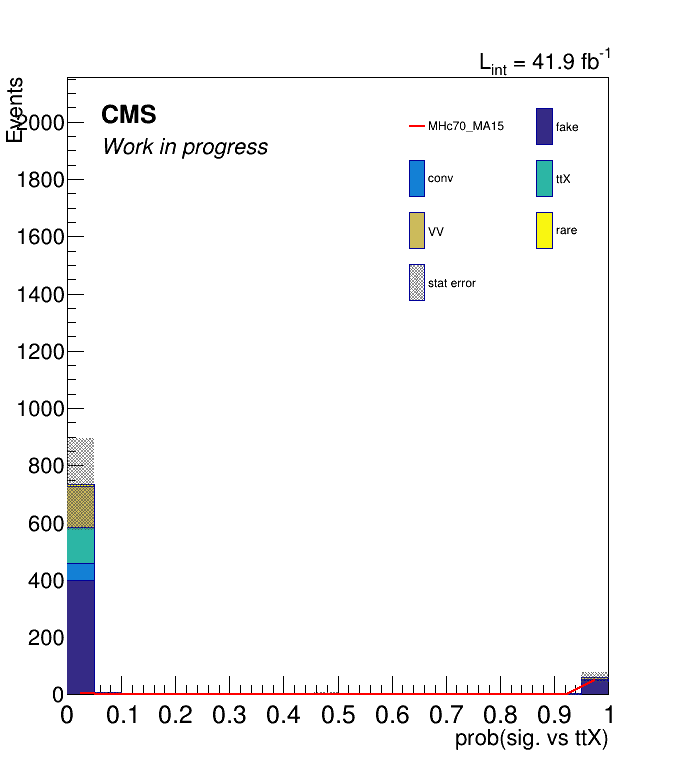 L_int = 41.9 fb^-1
Events
CMS
Work in progress
MHc70_MA15
fake
conv
ttX
VV
rare
stat error
2000
1800
1600
1400
1200
1000
800
600
400
200
0
0 0.1 0.2 0.3 0.4 0.5 0.6 0.7 0.8 0.9 1
prob(sig. vs ttX)